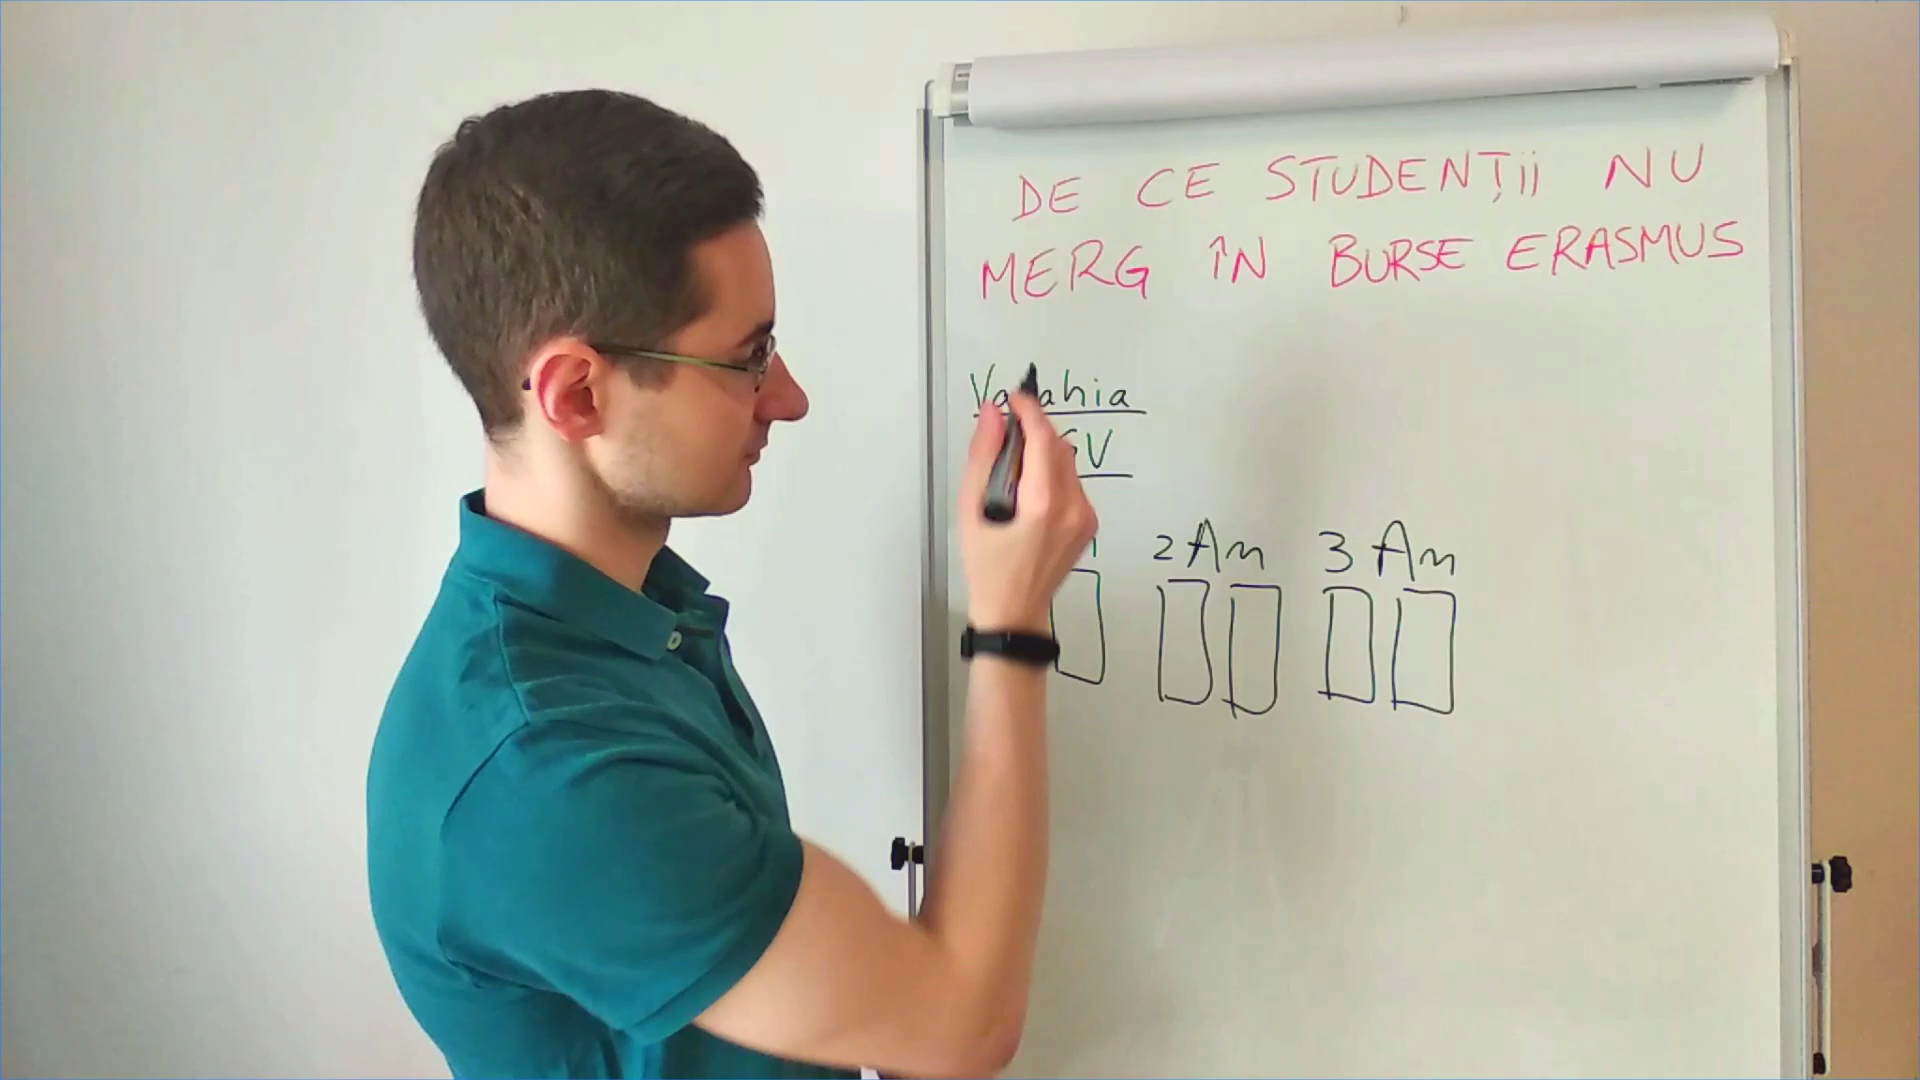 DE CE STUDENȚII NU
MERG ÎN BURSE ERASMUS
2 An 3 An